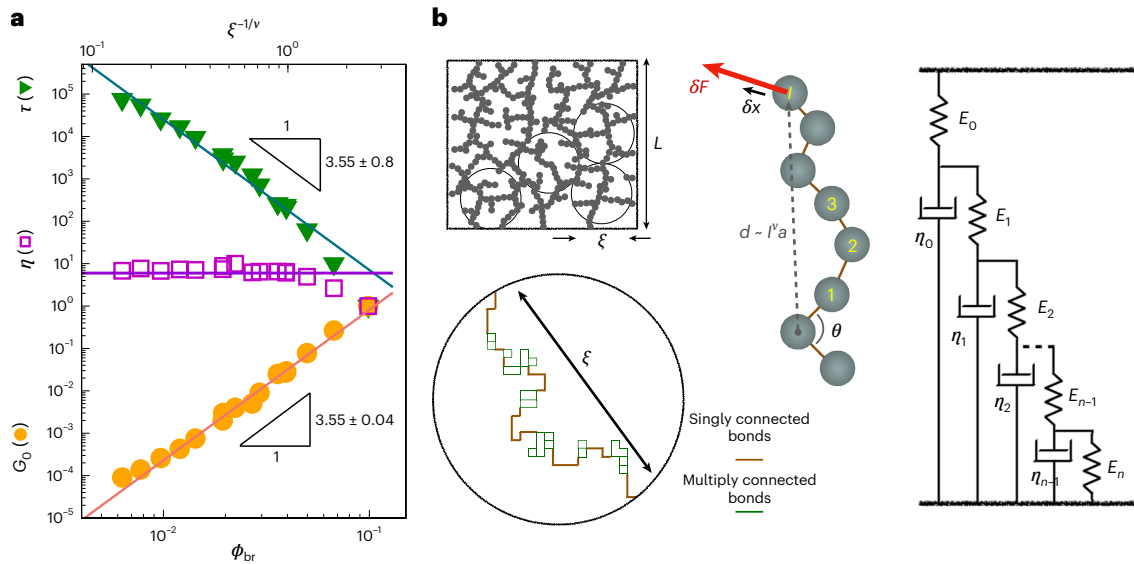 a
ξ^{−1/ν}
10^{−1}
10^{0}
τ (▼)
η (□)
G_0 (●)
10^{5}
10^{4}
10^{3}
10^{2}
10^{1}
10^{0}
10^{−1}
10^{−2}
10^{−3}
10^{−4}
10^{−5}
1
3.55 ± 0.8
3.55 ± 0.04
1
10^{−2}
10^{−1}
ϕ_{br}
b
L
ξ
ξ
δF
δx
l
3
2
1
d ~ l^{ν}a
θ
Singly connected
bonds
Multiply connected
bonds
E_0
η_0
E_1
η_1
E_2
η_2
E_{n−1}
η_{n−1}
E_n